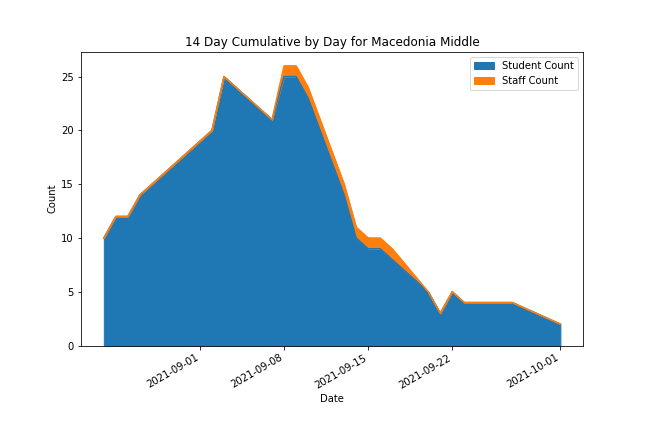 14 Day Cumulative by Day for Macedonia Middle
Student Count
Staff Count
Count
25
20
15
10
5
0
2021-09-01
2021-09-08
2021-09-15
2021-09-22
2021-10-01
Date